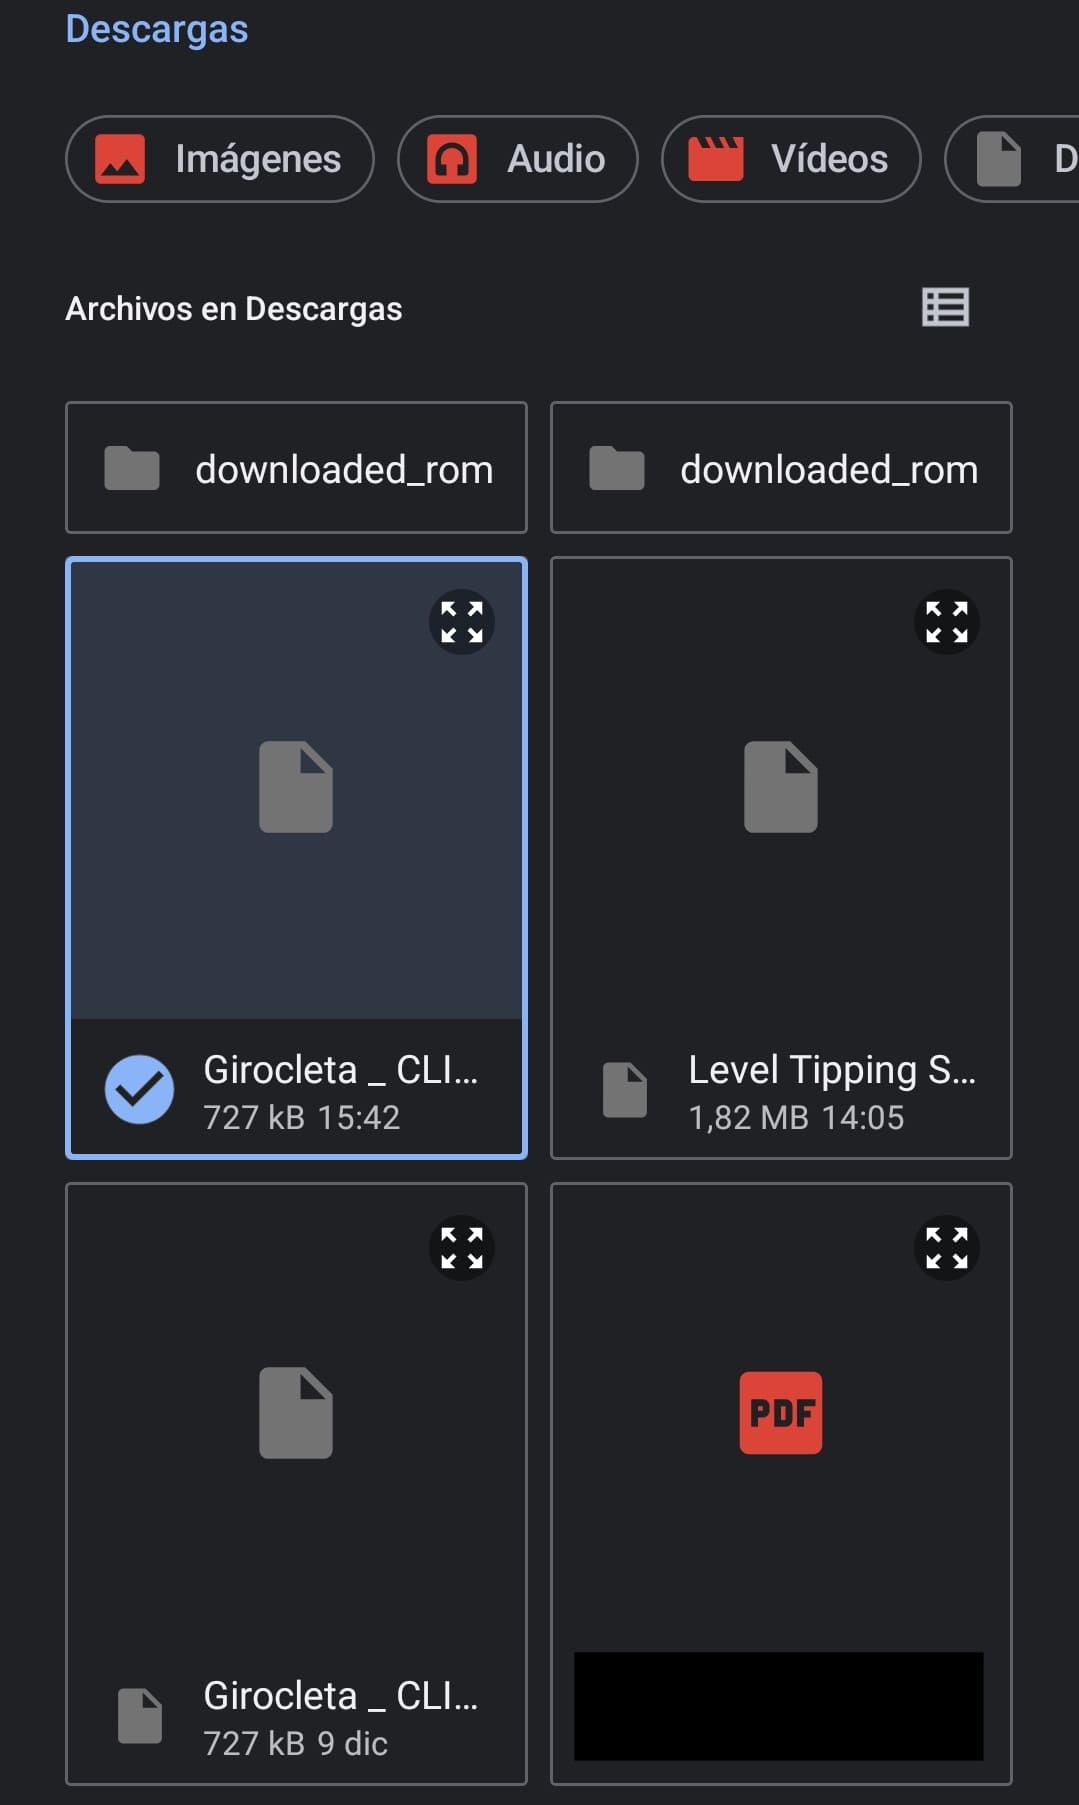 Descargas
Imágenes
Audio
Vídeos
D
Archivos en Descargas
downloaded_rom
downloaded_rom
Girocleta _ CLI...
727 kB 15:42
Level Tipping S...
1,82 MB 14:05
PDF
Girocleta _ CLI...
727 kB 9 dic